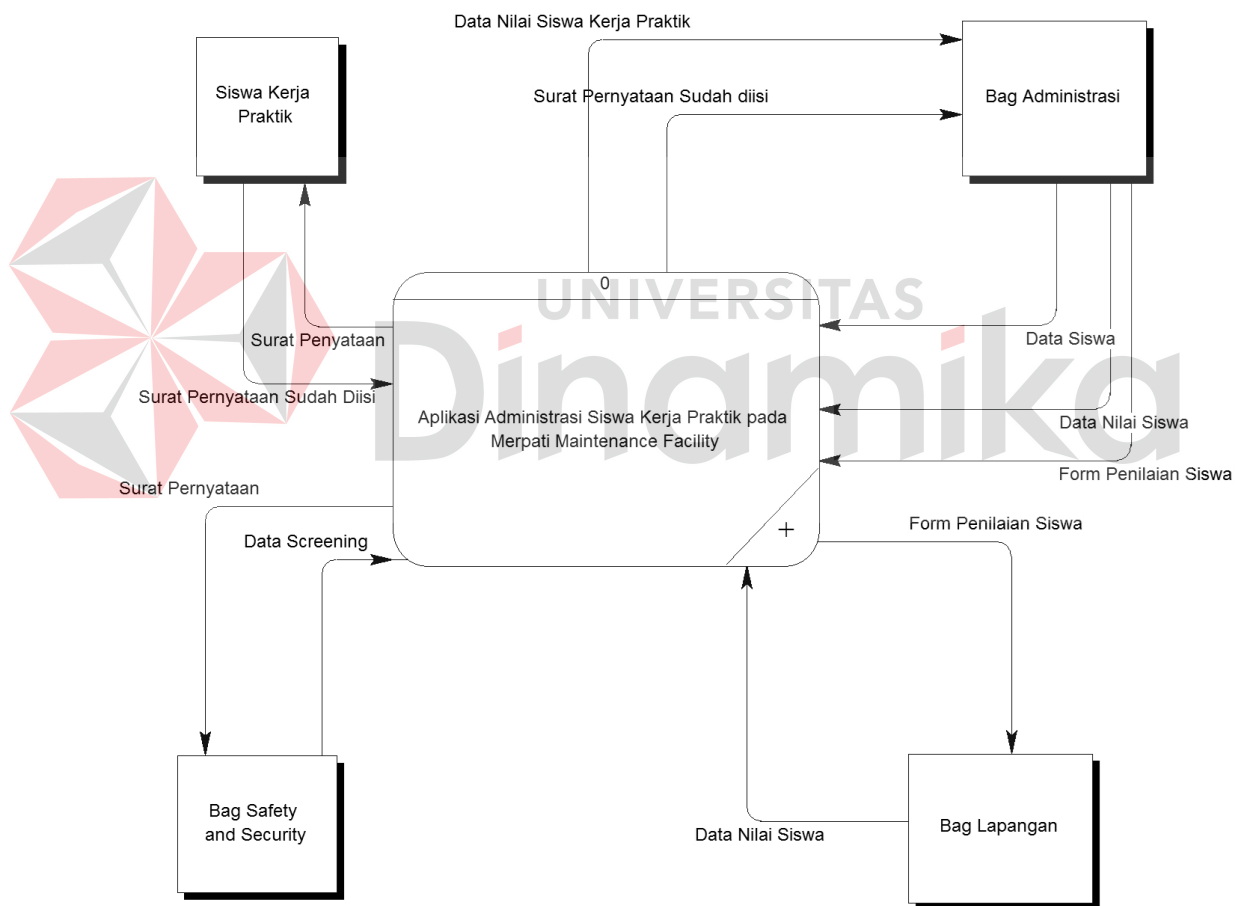 Data Nilai Siswa Kerja Praktik
Siswa Kerja
Praktik
Surat Pernyataan Sudah diisi
Bag Administrasi
0
UNIVERSITAS
Dinamika
Surat Penyataan
Data Siswa
Surat Pernyataan Sudah Diisi
Aplikasi Administrasi Siswa Kerja Praktik pada
Merpati Maintenance Facility
Data Nilai Siswa
Form Penilaian Siswa
Surat Pernyataan
Data Screening
Form Penilaian Siswa
+
Bag Safety
and Security
Data Nilai Siswa
Bag Lapangan